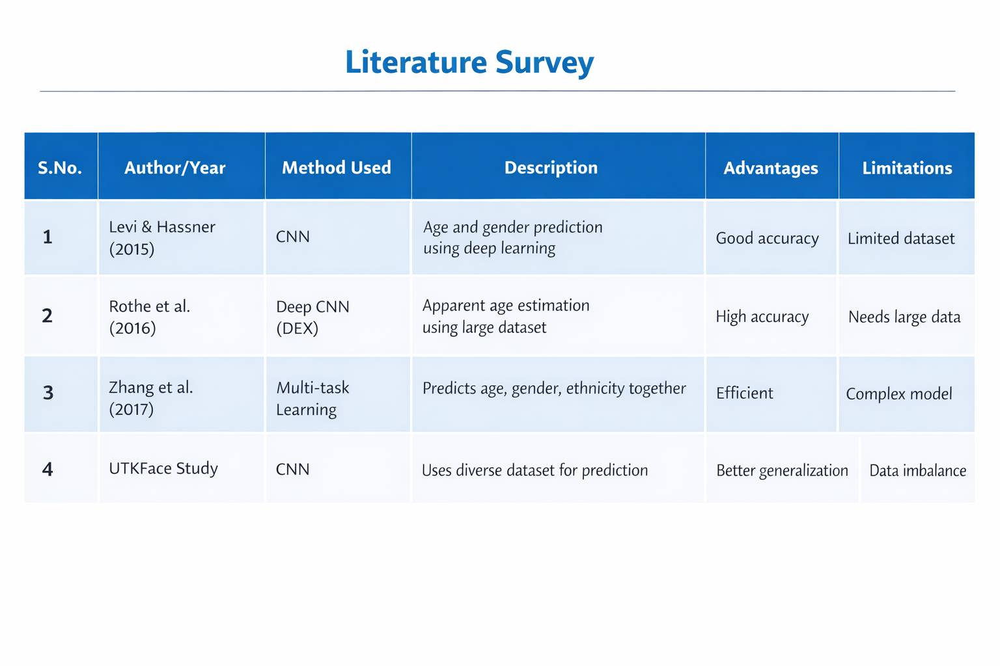 Literature Survey
S.No. Author/Year Method Used Description Advantages Limitations
1 Levi & Hassner (2015) CNN Age and gender prediction using deep learning Good accuracy Limited dataset
2 Rothe et al. (2016) Deep CNN (DEX) Apparent age estimation using large dataset High accuracy Needs large data
3 Zhang et al. (2017) Multi-task Learning Predicts age, gender, ethnicity together Efficient Complex model
4 UTKFace Study CNN Uses diverse dataset for prediction Better generalization Data imbalance